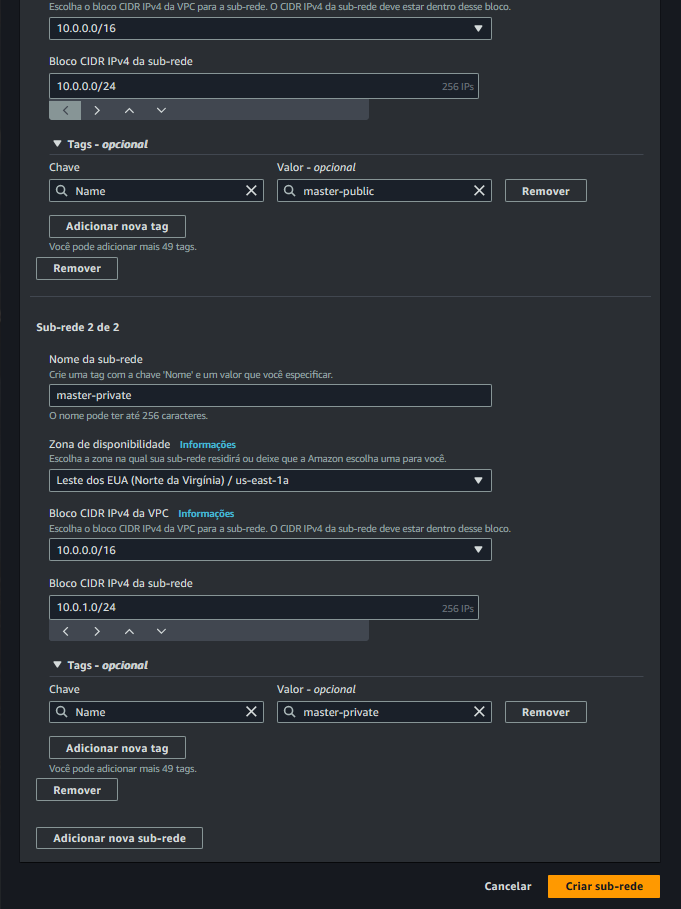 Escolha o bloco CIDR IPv4 da VPC para a sub-rede. O CIDR IPv4 da sub-rede deve estar dentro desse bloco.
10.0.0.0/16
Bloco CIDR IPv4 da sub-rede
10.0.0.0/24 256 IPs
Tags - opcional
Chave Valor - opcional
Name master-public Remover
Adicionar nova tag
Você pode adicionar mais 49 tags.
Remover
Sub-rede 2 de 2
Nome da sub-rede
Crie uma tag com a chave 'Nome' e um valor que você especificar.
master-private
O nome pode ter até 256 caracteres.
Zona de disponibilidade Informações
Escolha a zona na qual sua sub-rede residirá ou deixe que a Amazon escolha uma para você.
Leste dos EUA (Norte da Virgínia) / us-east-1a
Bloco CIDR IPv4 da VPC Informações
Escolha o bloco CIDR IPv4 da VPC para a sub-rede. O CIDR IPv4 da sub-rede deve estar dentro desse bloco.
10.0.0.0/16
Bloco CIDR IPv4 da sub-rede
10.0.1.0/24 256 IPs
Tags - opcional
Chave Valor - opcional
Name master-private Remover
Adicionar nova tag
Você pode adicionar mais 49 tags.
Remover
Adicionar nova sub-rede
Cancelar Criar sub-rede